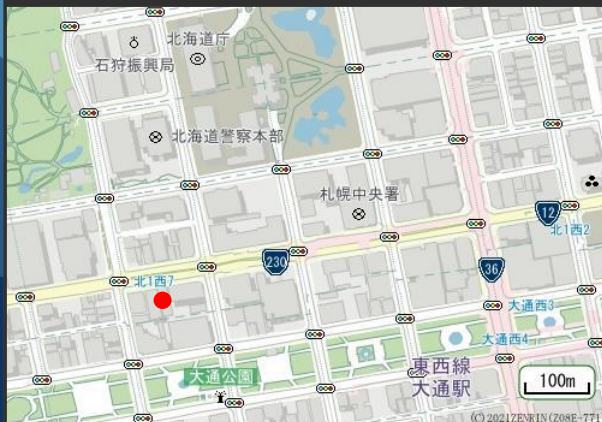 北海道庁
石狩振興局
北海道警察本部
札幌中央署
12
北1西2
230
36
北1西7
大通西3
大通西4
大通公園
東西線
大通駅
100m
(C)2021ZENRIN(Z08E-771